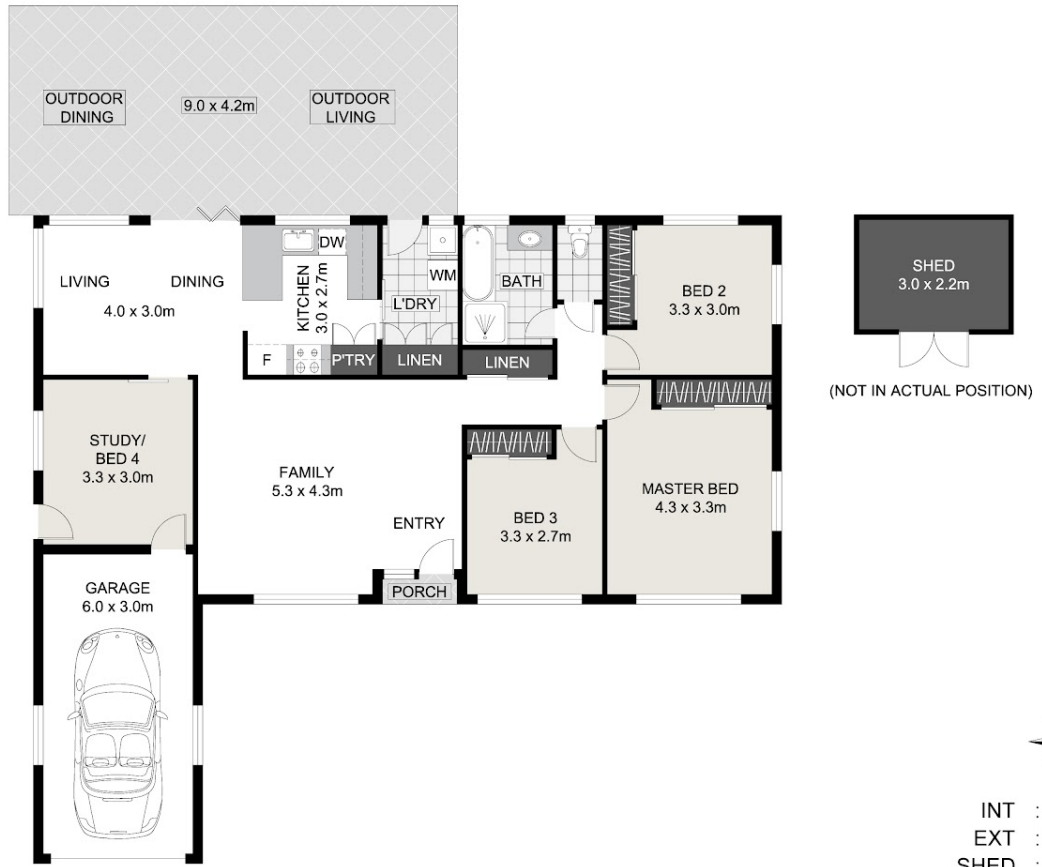 OUTDOOR
DINING
9.0 x 4.2m
OUTDOOR
LIVING
LIVING
DINING
4.0 x 3.0m
KITCHEN
3.0 x 2.7m
DW
F
P'TRY
L'DRY
WM
LINEN
BATH
LINEN
BED 2
3.3 x 3.0m
SHED
3.0 x 2.2m
(NOT IN ACTUAL POSITION)
STUDY/
BED 4
3.3 x 3.0m
FAMILY
5.3 x 4.3m
ENTRY
PORCH
BED 3
3.3 x 2.7m
MASTER BED
4.3 x 3.3m
GARAGE
6.0 x 3.0m
INT :
EXT :
SHED :